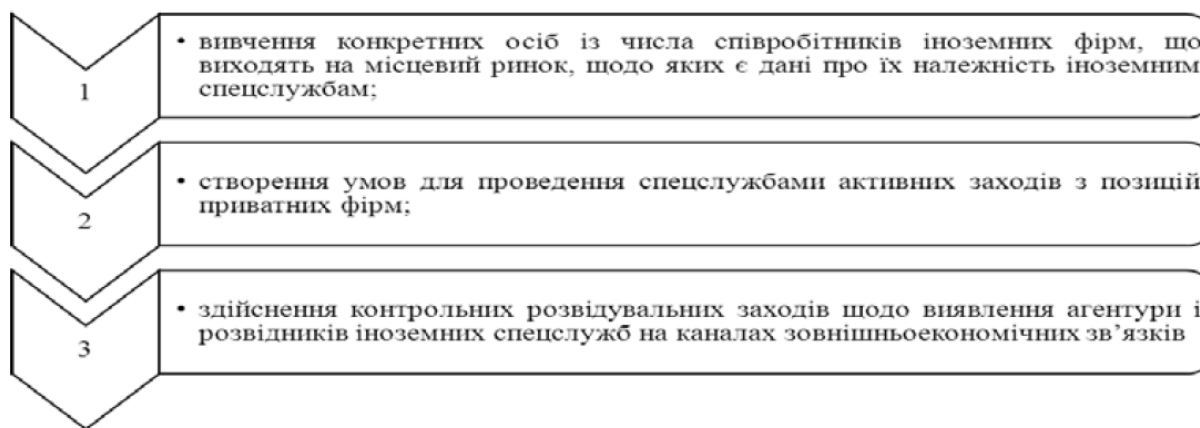 1
• вивчення конкретних осіб із числа співробітників іноземних фірм, що
виходять на місцевий ринок, щодо яких є дані про їх належність іноземним
спецслужбам;
2
• створення умов для проведення спецслужбами активних заходів з позицій
приватних фірм;
3
• здійснення контрольних розвідувальних заходів щодо виявлення агентури і
розвідників іноземних спецслужб на каналах зовнішньоекономічних зв’язків